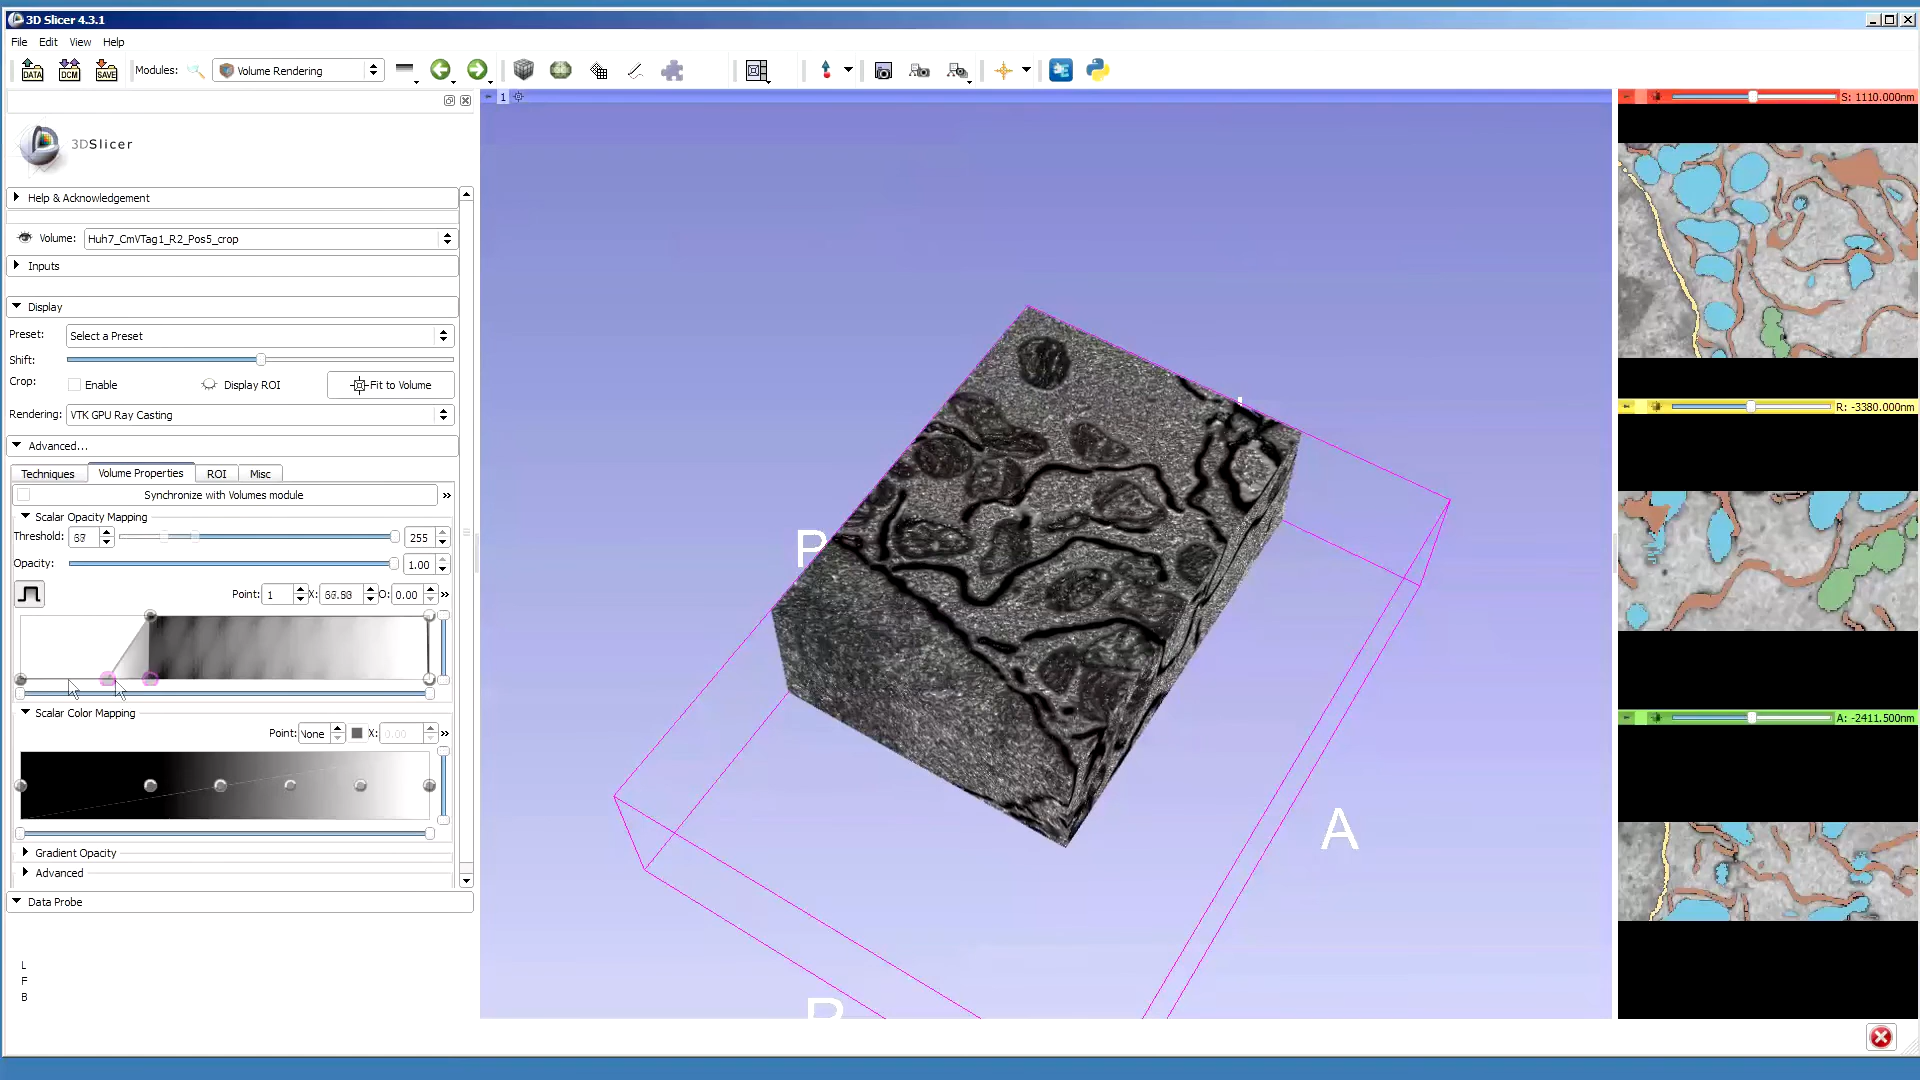 3D Slicer 4.3.1
File Edit View Help
DATA DCM SAVE Modules: Volume Rendering
1
S: 1110.000nm
3DSlicer
Help & Acknowledgement
Volume: Huh7_CmVTag1_R2_Pos5_crop
Inputs
Display
Preset: Select a Preset
Shift:
Crop: Enable Display ROI Fit to Volume
Rendering: VTK GPU Ray Casting
R: -3380.000nm
Advanced...
Techniques Volume Properties ROI Misc
Synchronize with Volumes module
Scalar Opacity Mapping
Threshold: 255
Opacity: 1.00
P
Point: 1 X: O: 0.00
Scalar Color Mapping
A: -2411.500nm
Point: None X: 0.00
A
Gradient Opacity
Advanced
Data Probe
L
F
B